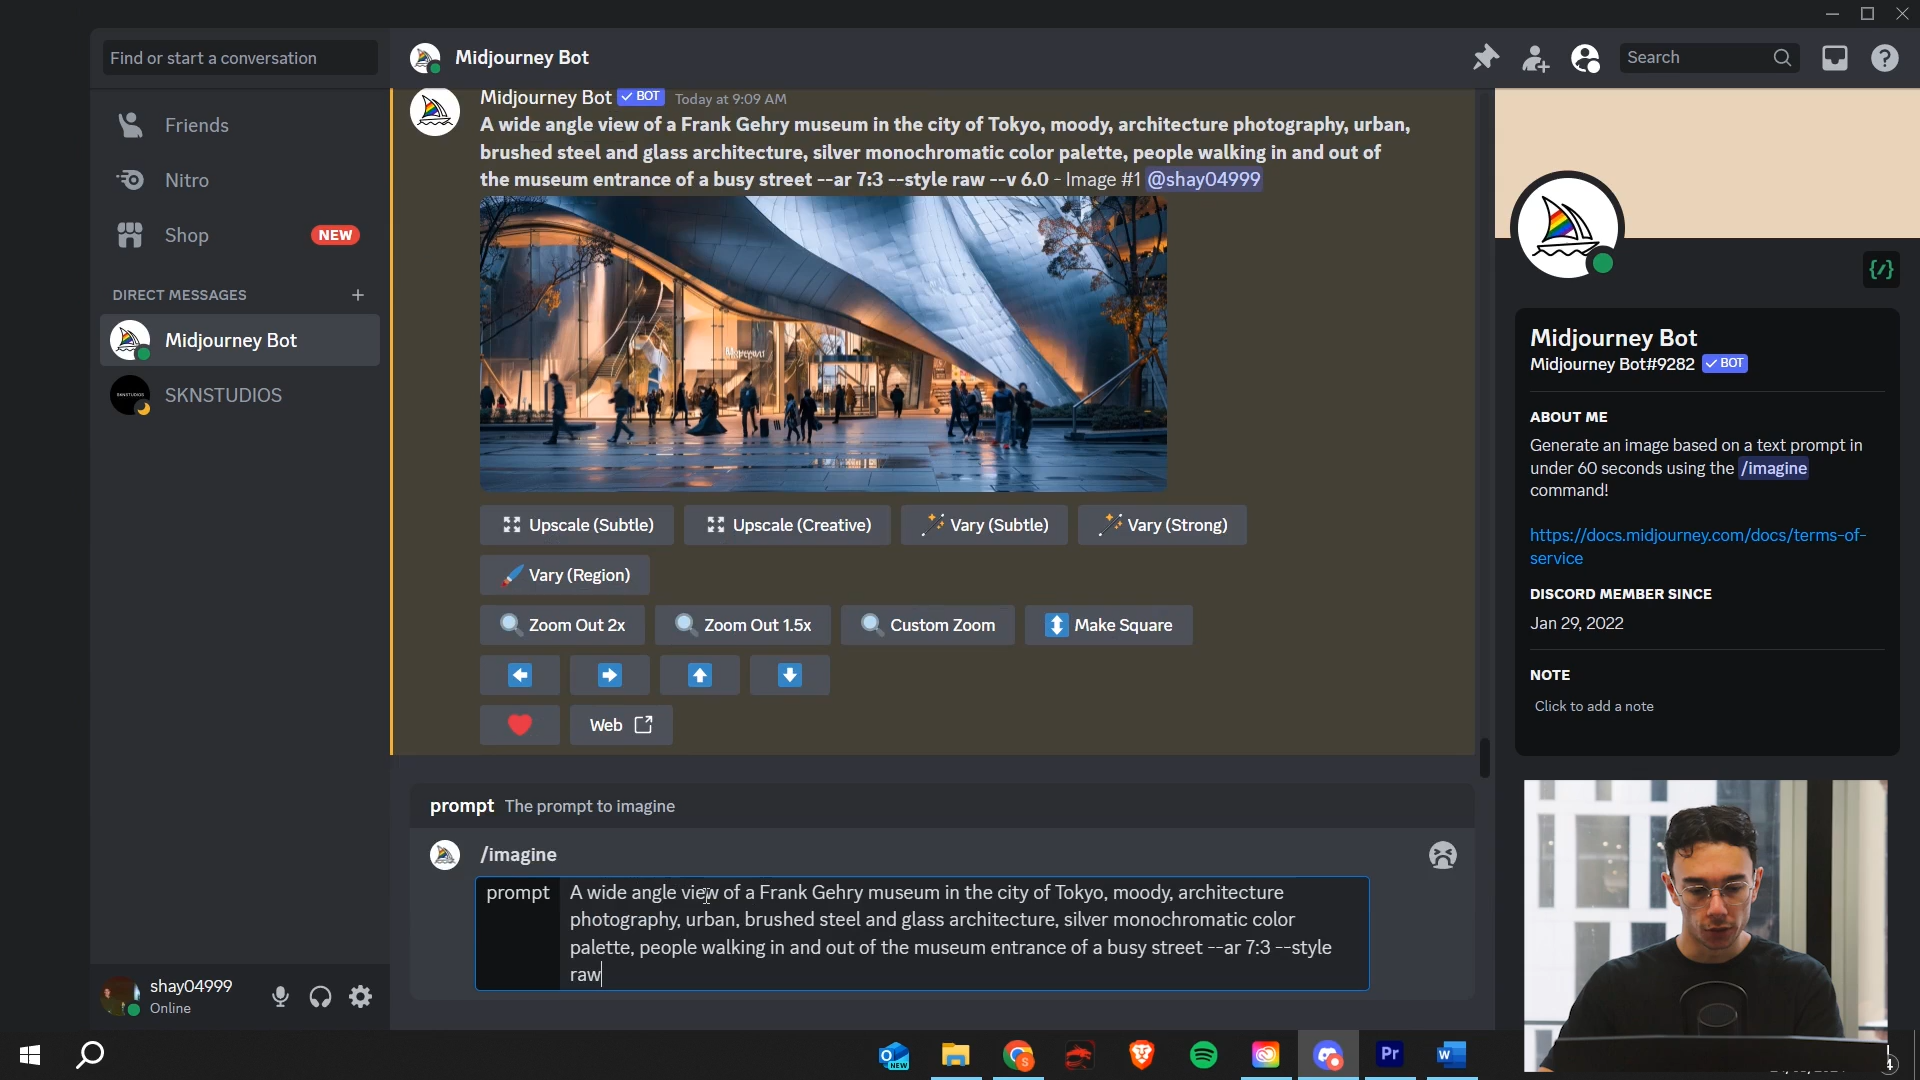 Find or start a conversation
Midjourney Bot
Search
Friends
Nitro
Shop NEW
DIRECT MESSAGES +
Midjourney Bot
SKNSTUDIOS
Midjourney Bot BOT Today at 9:09 AM
A wide angle view of a Frank Gehry museum in the city of Tokyo, moody, architecture photography, urban,
brushed steel and glass architecture, silver monochromatic color palette, people walking in and out of
the museum entrance of a busy street --ar 7:3 --style raw --v 6.0 - Image #1 @shay04999
Upscale (Subtle) Upscale (Creative) Vary (Subtle) Vary (Strong)
Vary (Region)
Zoom Out 2x Zoom Out 1.5x Custom Zoom Make Square
Web
prompt The prompt to imagine
/imagine
prompt A wide angle view of a Frank Gehry museum in the city of Tokyo, moody, architecture
photography, urban, brushed steel and glass architecture, silver monochromatic color
palette, people walking in and out of the museum entrance of a busy street --ar 7:3 --style
raw
Midjourney Bot
Midjourney Bot#9282 BOT
ABOUT ME
Generate an image based on a text prompt in
under 60 seconds using the /imagine
command!
https://docs.midjourney.com/docs/terms-of-
service
DISCORD MEMBER SINCE
Jan 29, 2022
NOTE
Click to add a note
shay04999
Online
NEW
Pr
W